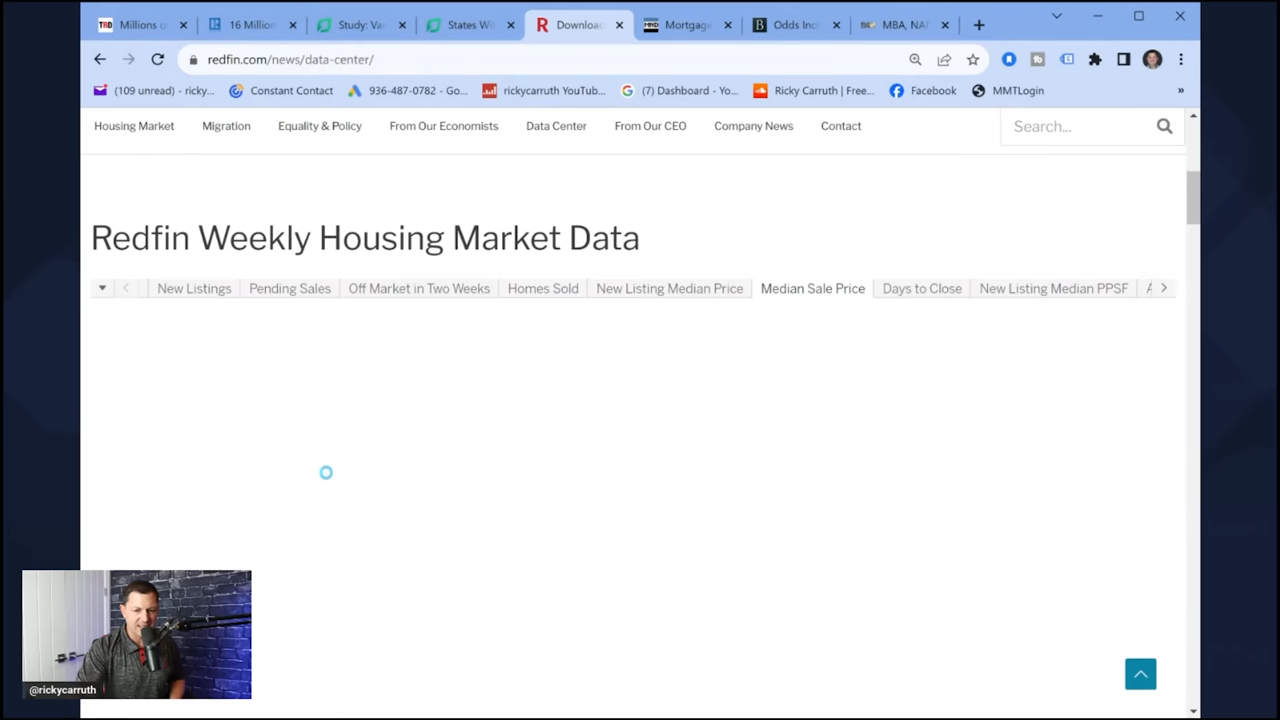 TRD Millions o
16 Million
Study: Va
States Wi
Downloa
MND Mortgage
B Odds Inc
MBA, NA
redfin.com/news/data-center/
(109 unread) - ricky...
Constant Contact
936-487-0782 - Go...
rickycarruth YouTub...
(7) Dashboard - Yo...
Ricky Carruth | Free...
Facebook
MMTLogin
»
Housing Market
Migration
Equality & Policy
From Our Economists
Data Center
From Our CEO
Company News
Contact
Search...
Redfin Weekly Housing Market Data
New Listings
Pending Sales
Off Market in Two Weeks
Homes Sold
New Listing Median Price
Median Sale Price
Days to Close
New Listing Median PPSF
@rickycarruth